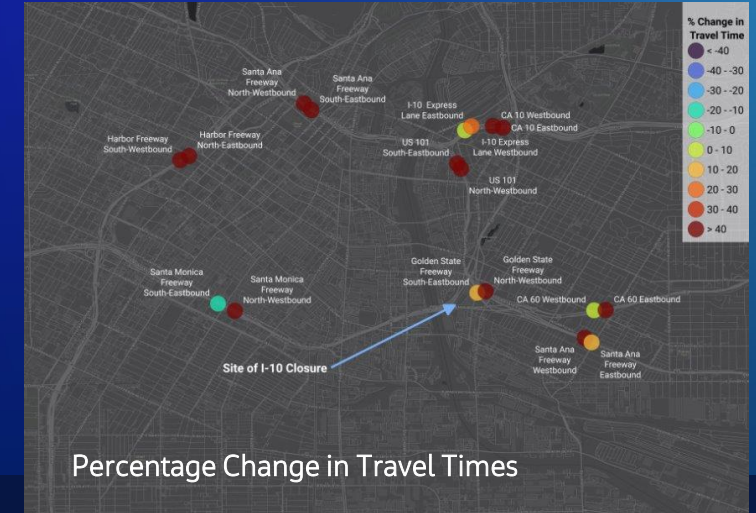 % Change in
Travel Time
< -40
-40 - -30
-30 - -20
-20 - -10
-10 - 0
0 - 10
10 - 20
20 - 30
30 - 40
> 40
Santa Ana
Freeway
North-Westbound
Santa Ana
Freeway
South-Eastbound
Harbor Freeway
South-Westbound
Harbor Freeway
North-Eastbound
I-10 Express
Lane Eastbound
CA 10 Westbound
CA 10 Eastbound
US 101
South-Eastbound
I-10 Express
Lane Westbound
US 101
North-Westbound
Golden State
Freeway
South-Eastbound
Golden State
Freeway
North-Westbound
Santa Monica
Freeway
South-Eastbound
Santa Monica
Freeway
North-Westbound
CA 60 Westbound
CA 60 Eastbound
Santa Ana
Freeway
Westbound
Santa Ana
Freeway
Eastbound
Site of I-10 Closure
Percentage Change in Travel Times